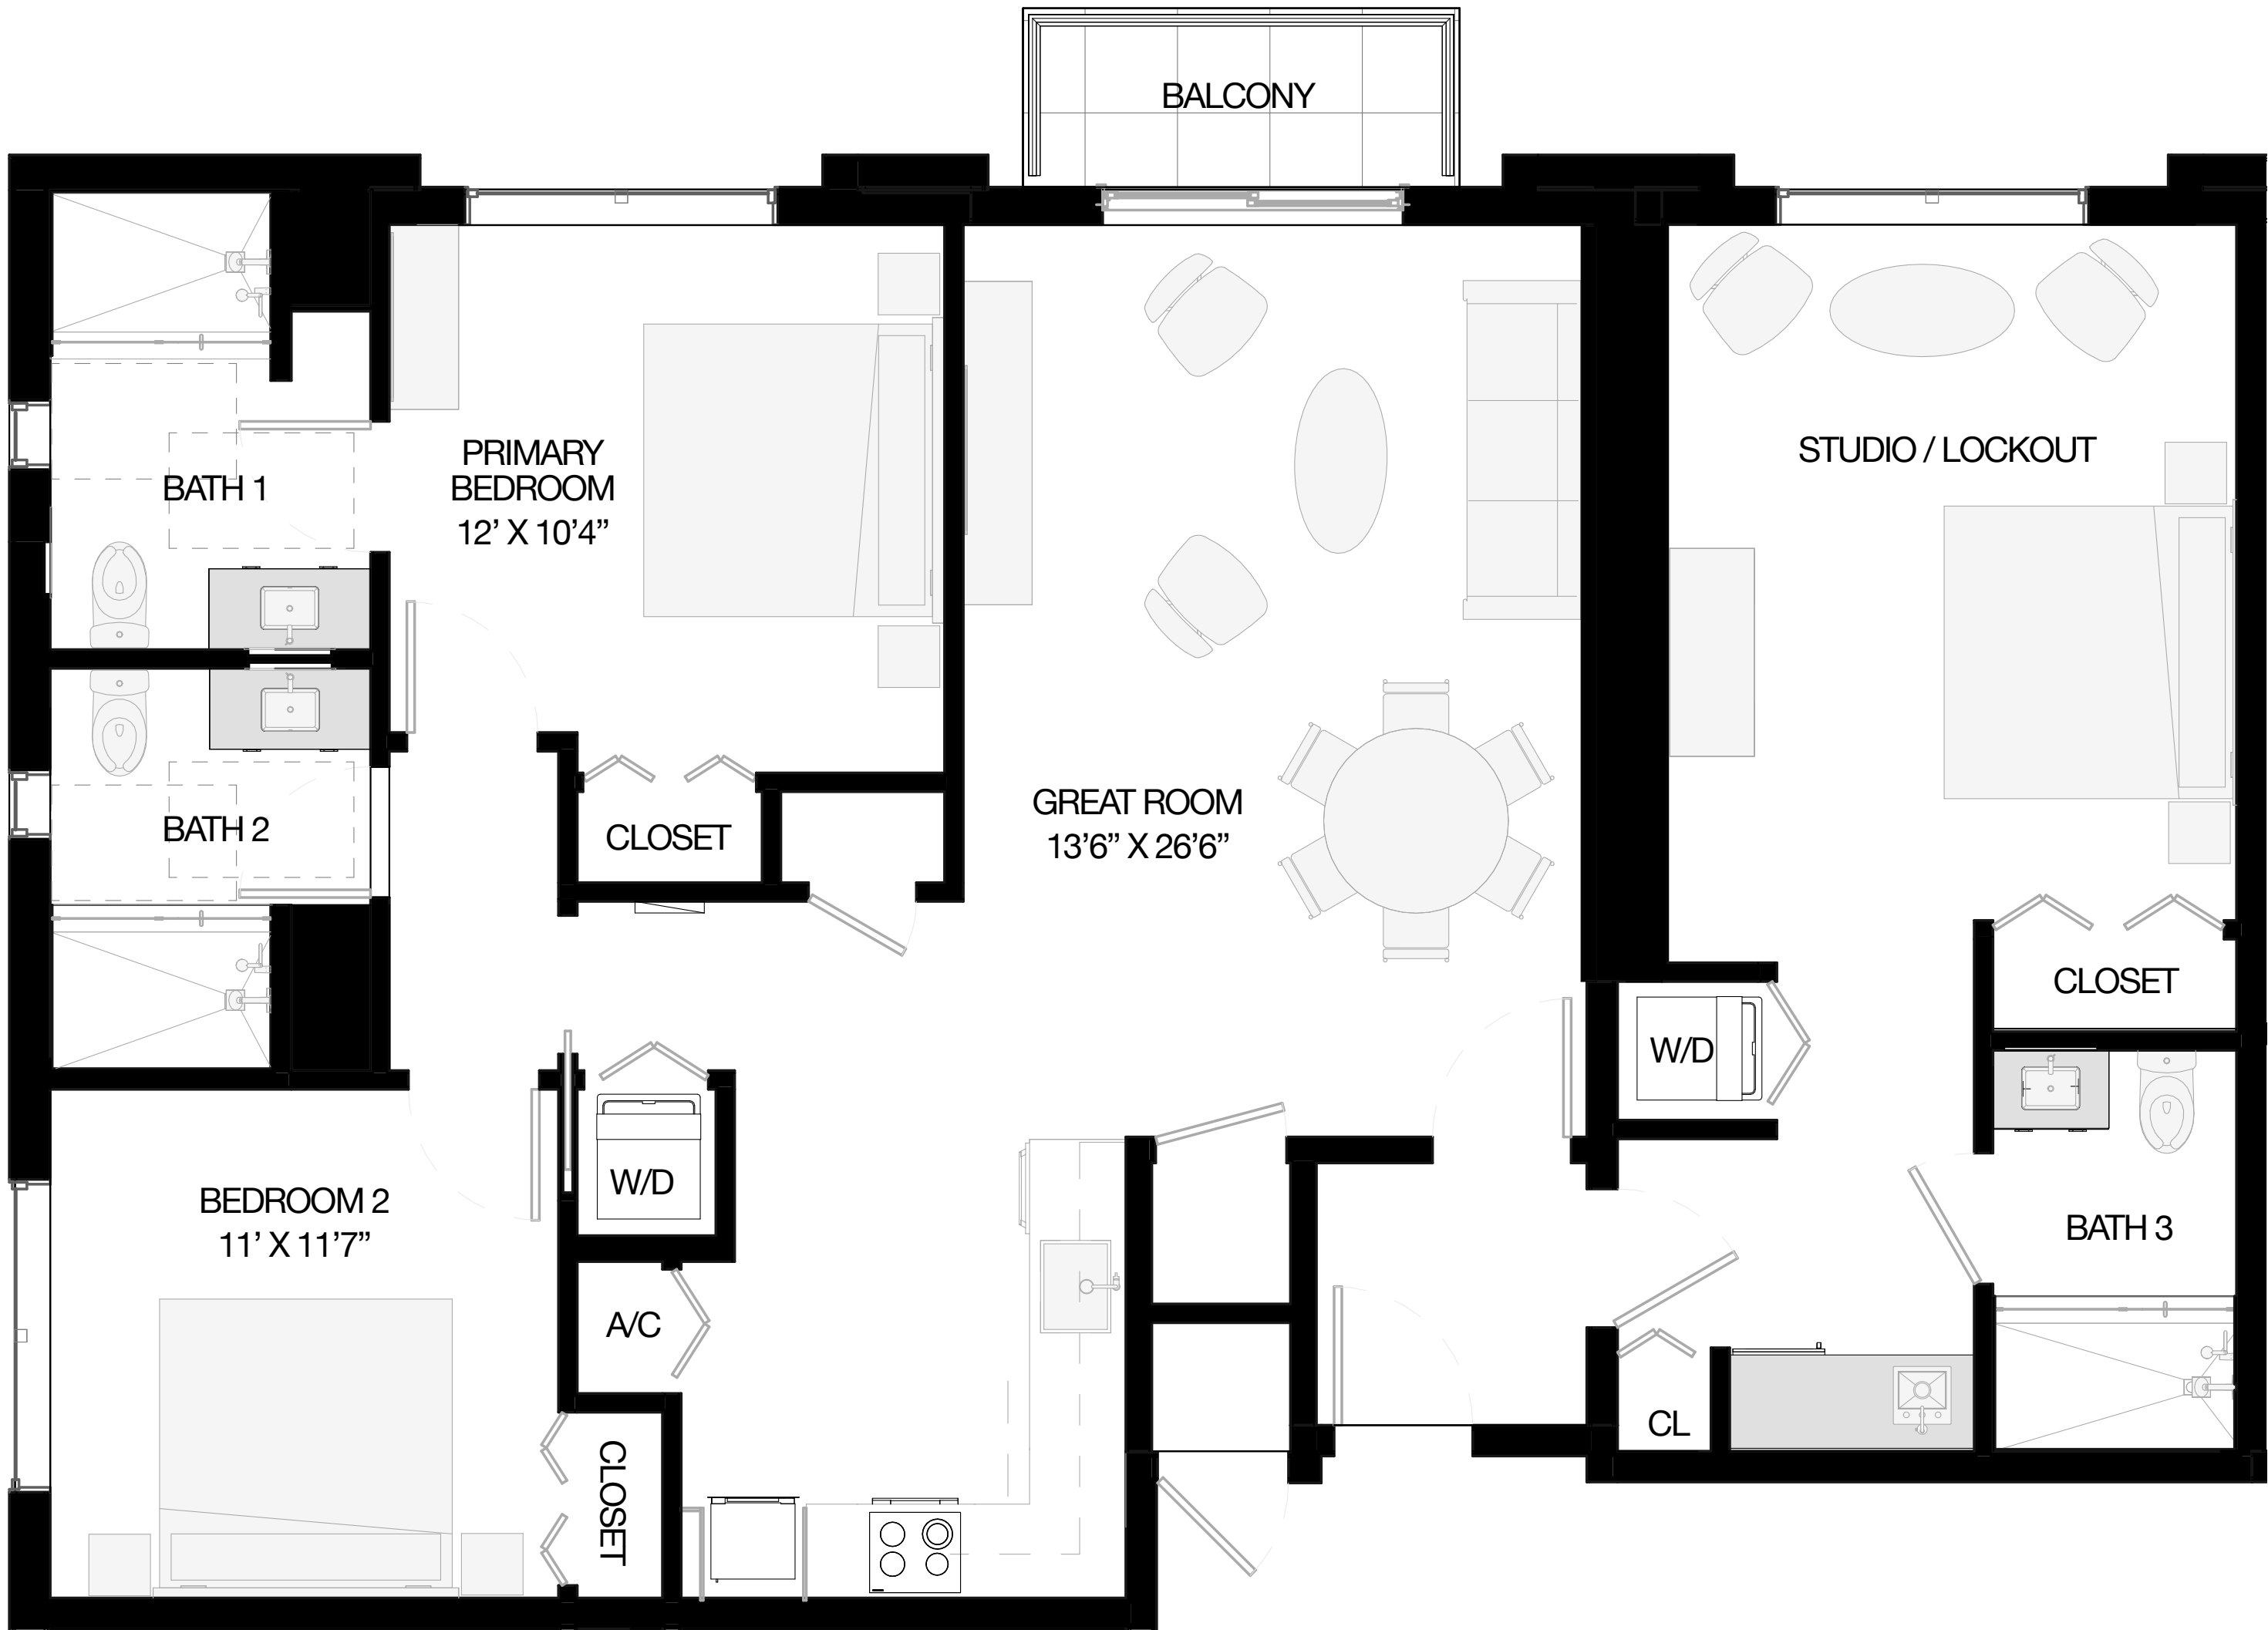 BALCONY
PRIMARY
BEDROOM
12’ X 10’4”
BATH 1
STUDIO / LOCKOUT
GREAT ROOM
13’6” X 26’6”
BATH 2
CLOSET
CLOSET
W/D
W/D
BEDROOM 2
11’ X 11’7”
BATH 3
A/C
CL
CLOSET